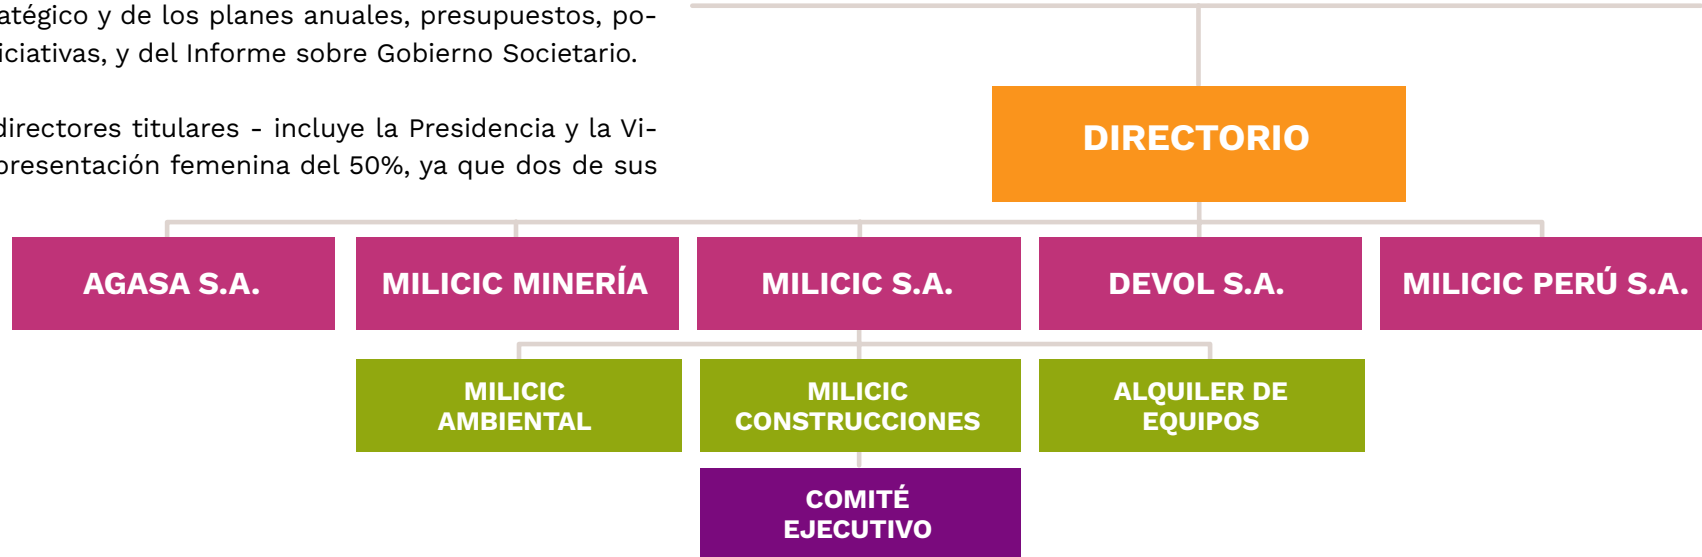 atégico y de los planes anuales, presupuestos, po-
iciativas, y del Informe sobre Gobierno Societario.
directores titulares - incluye la Presidencia y la Vi-
presentación femenina del 50%, ya que dos de sus
DIRECTORIO
AGASA S.A.
MILICIC MINERÍA
MILICIC S.A.
DEVOL S.A.
MILICIC PERÚ S.A.
MILICIC
AMBIENTAL
MILICIC
CONSTRUCCIONES
ALQUILER DE
EQUIPOS
COMITÉ
EJECUTIVO